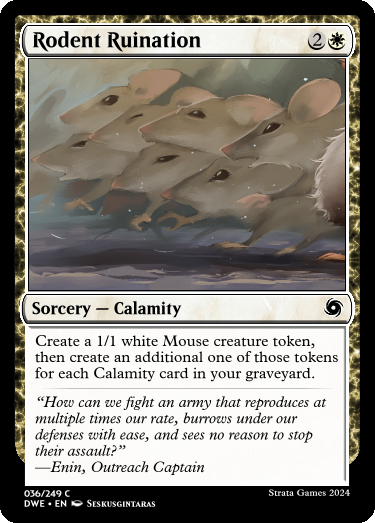 Rodent Ruination 2
Sorcery — Calamity
Create a 1/1 white Mouse creature token,
then create an additional one of those tokens
for each Calamity card in your graveyard.
“How can we fight an army that reproduces at
multiple times our rate, burrows under our
defenses with ease, and sees no reason to stop
their assault?”
—Enin, Outreach Captain
036/249 C
DWE • EN Seskusgintaras
Strata Games 2024